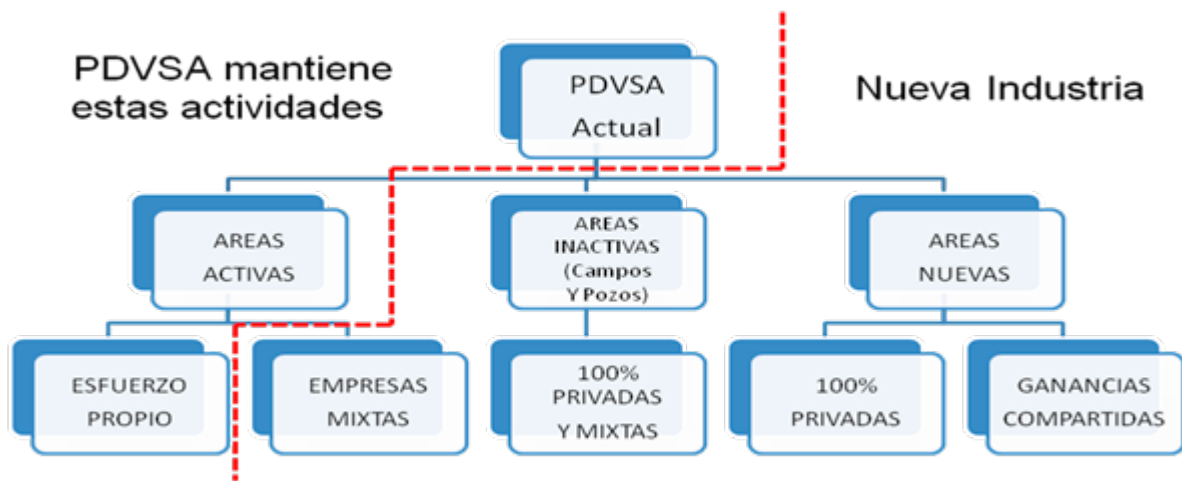 PDVSA mantiene
estas actividades
PDVSA
Actual
Nueva Industria
AREAS
ACTIVAS
AREAS
INACTIVAS
(Campos
Y Pozos)
AREAS
NUEVAS
ESFUERZO
PROPIO
EMPRESAS
MIXTAS
100%
PRIVADAS
Y MIXTAS
100%
PRIVADAS
GANANCIAS
COMPARTIDAS